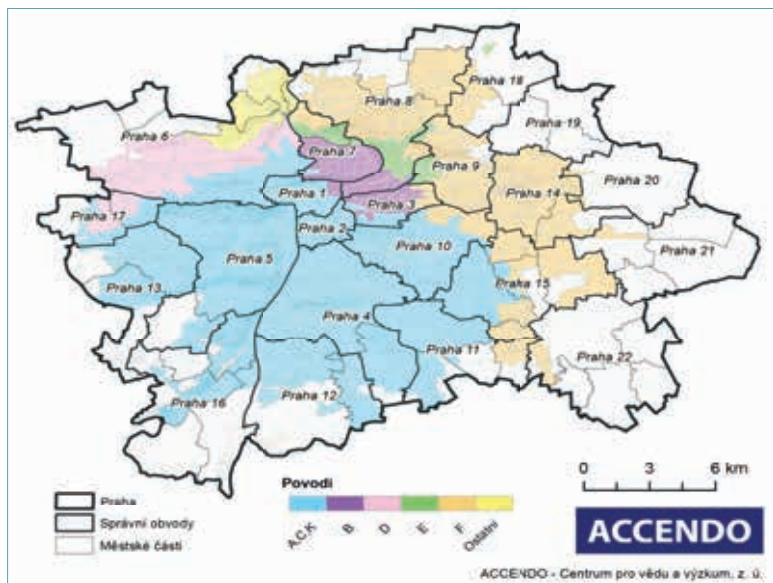 Praha 18
Praha 8
Praha 6
Praha 19
Praha 7
Praha 9
Praha 14
Praha 20
Praha 1
Praha 3
Praha 17
Praha 2
Praha 10
Praha 21
Praha 5
Praha 13
Praha 15
Praha 4
Praha 11
Praha 22
Praha 12
Praha 16
Povodí
0 3 6 km
Praha
Správní obvody
Městské části
A,C,K
B
D
E
F
Ostatní
ACCENDO
ACCENDO - Centrum pro vědu a výzkum, z. ú.